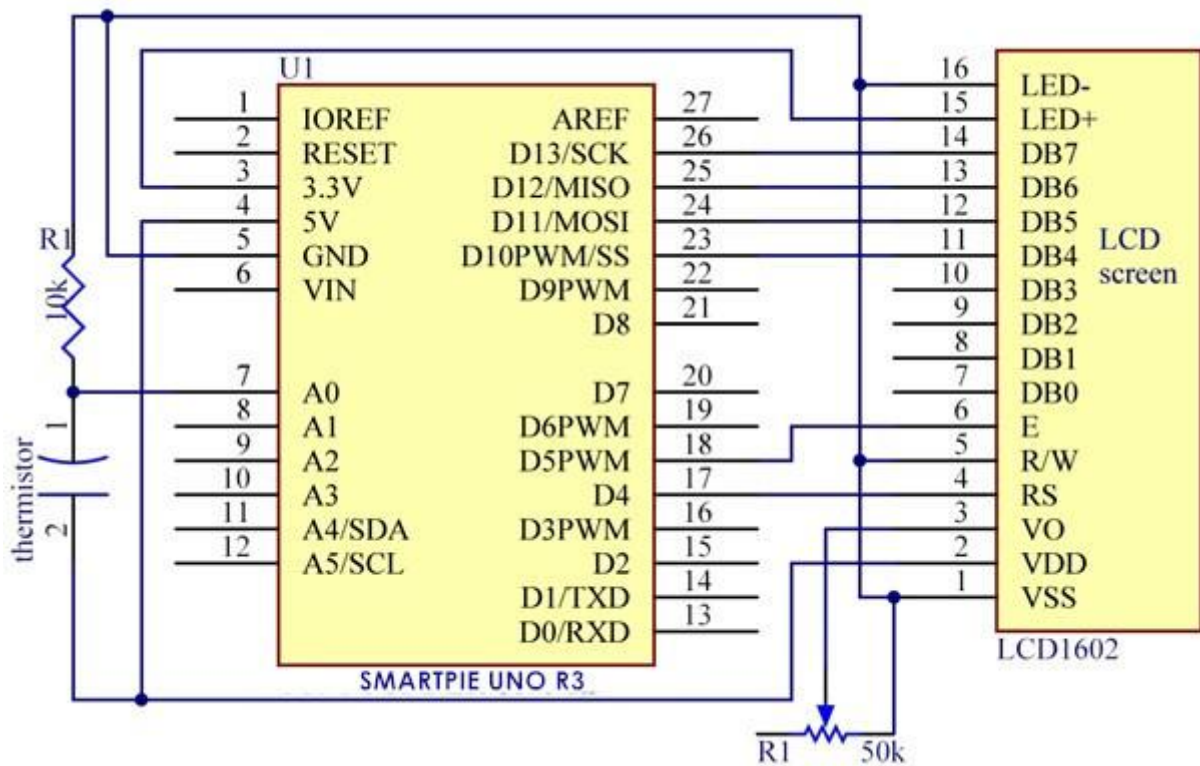 U1
1 IOREF
2 RESET
3 3.3V
4 5V
5 GND
6 VIN
7 A0
8 A1
9 A2
10 A3
11 A4/SDA
12 A5/SCL
AREF 27
D13/SCK 26
D12/MISO 25
D11/MOSI 24
D10PWM/SS 23
D9PWM 22
D8 21
D7 20
D6PWM 19
D5PWM 18
D4 17
D3PWM 16
D2 15
D1/TXD 14
D0/RXD 13
SMARTPIE UNO R3
R1
10k
thermistor
1
2
16 LED-
15 LED+
14 DB7
13 DB6
12 DB5
11 DB4
10 DB3
9 DB2
8 DB1
7 DB0
6 E
5 R/W
4 RS
3 VO
2 VDD
1 VSS
LCD
screen
LCD1602
R1 50k